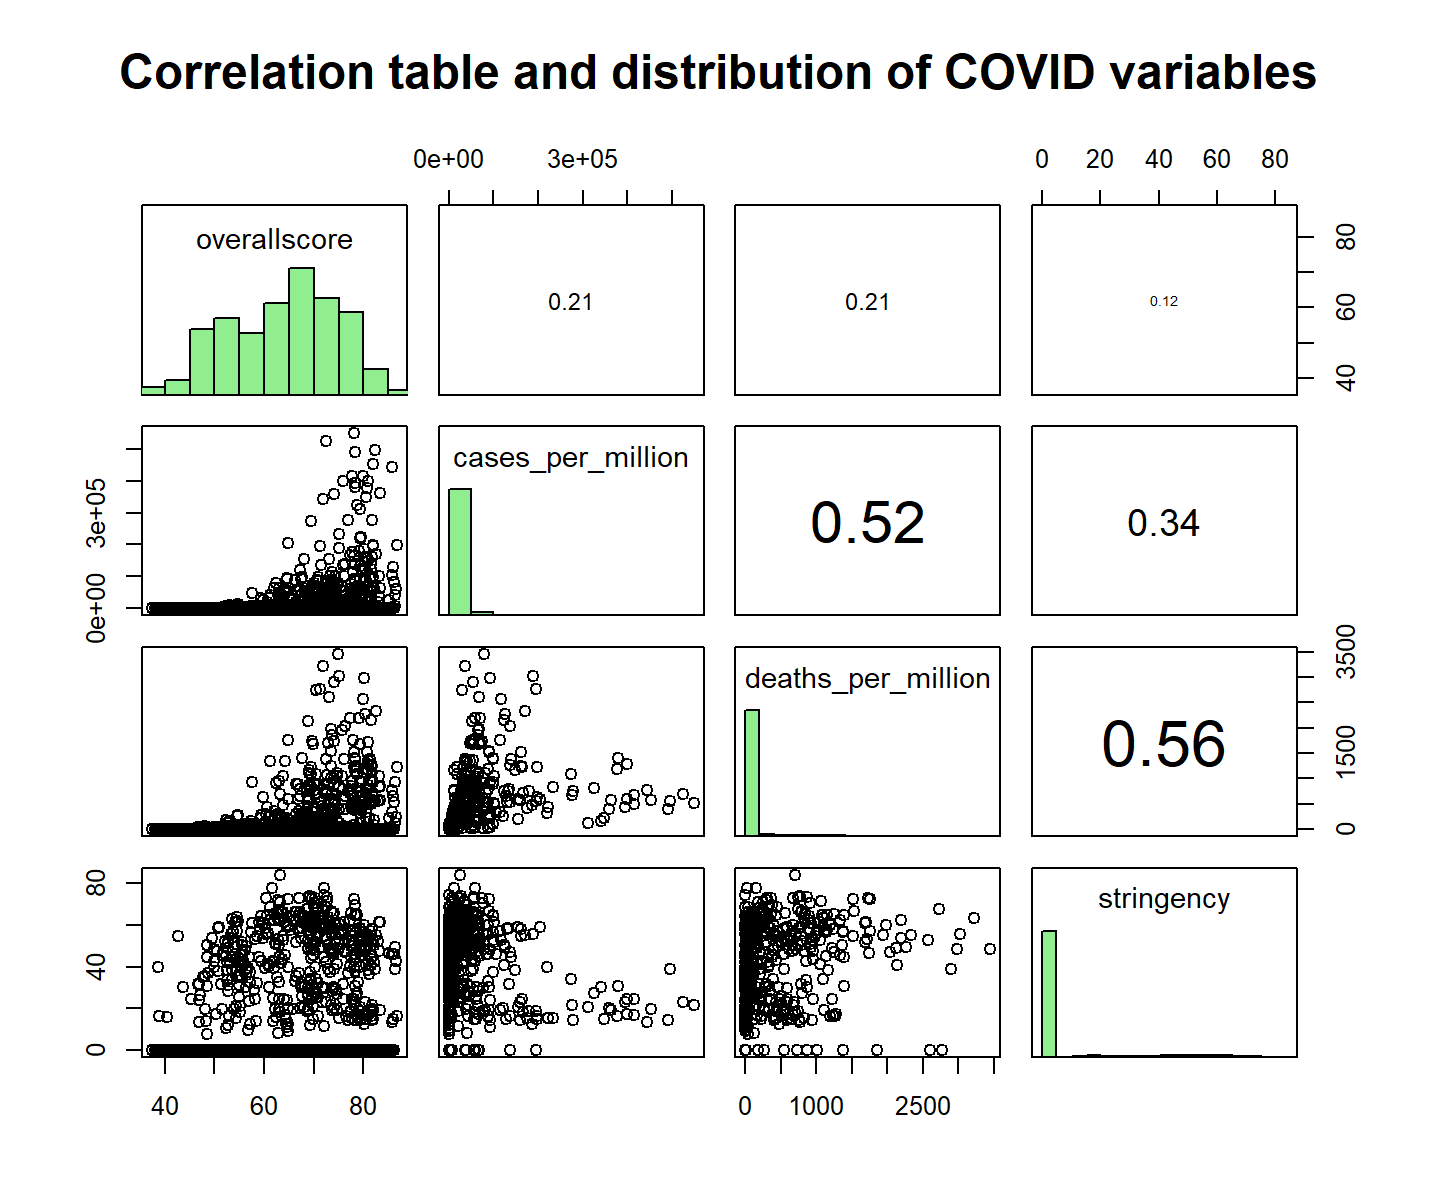 Correlation table and distribution of COVID variables
0e+00 3e+05 0 20 40 60 80
overallscore 0.21 0.21 0.12 40 60 80
0e+00 3e+05 cases_per_million 0.52 0.34
deaths_per_million 0.56 0 1500 3500
0 40 80 stringency
40 60 80 0 1000 2500